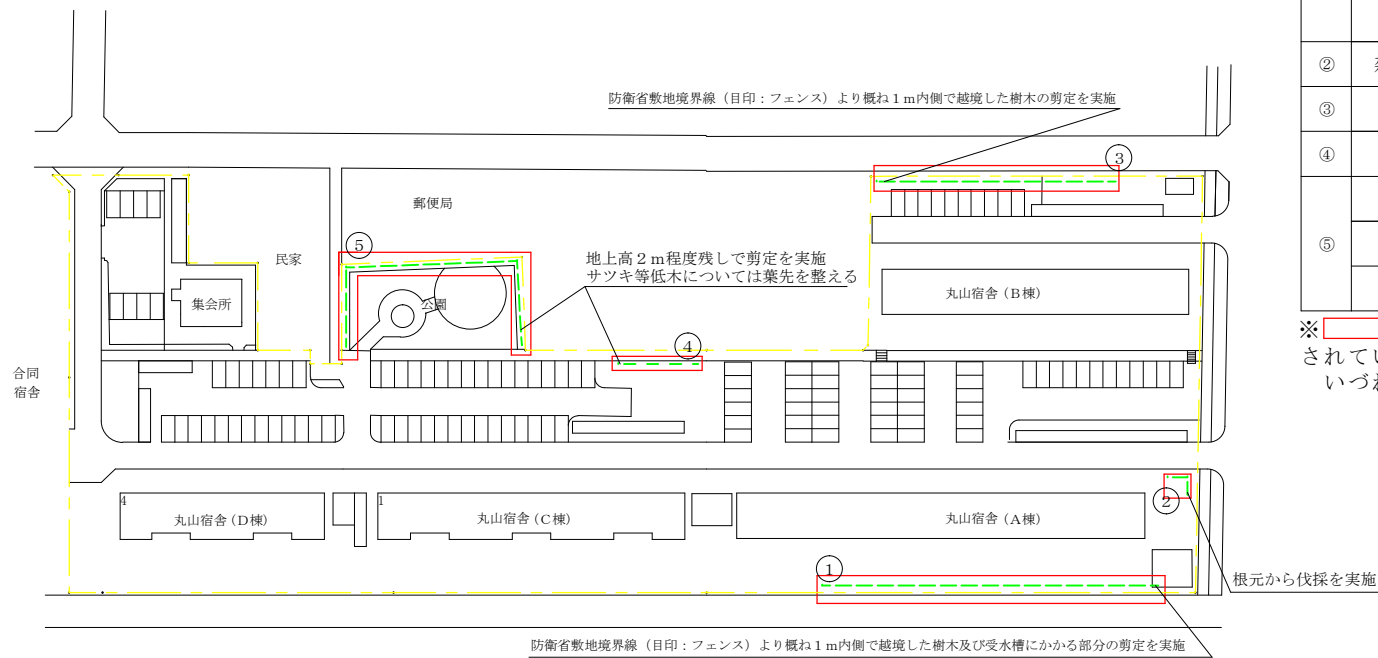 防衛省敷地境界線（目印：フェンス）より概ね１ｍ内側で越境した樹木の剪定を実施
③
②
③
④
⑤
郵便局
⑤
民家
地上高２ｍ程度残しで剪定を実施
サツキ等低木については葉先を整える
集会所
公園
丸山宿舎（Ｂ棟）
④
※
されてい
いづれ
合同
宿舎
4
丸山宿舎（Ｄ棟）
1
丸山宿舎（Ｃ棟）
丸山宿舎（Ａ棟）
②
①
根元から伐採を実施
防衛省敷地境界線（目印：フェンス）より概ね１ｍ内側で越境した樹木及び受水槽にかかる部分の剪定を実施